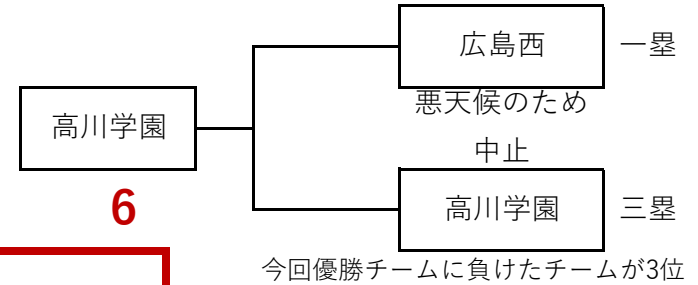 広島西 一塁
悪天候のため
高川学園
中止
6
高川学園 三塁
今回優勝チームに負けたチームが3位